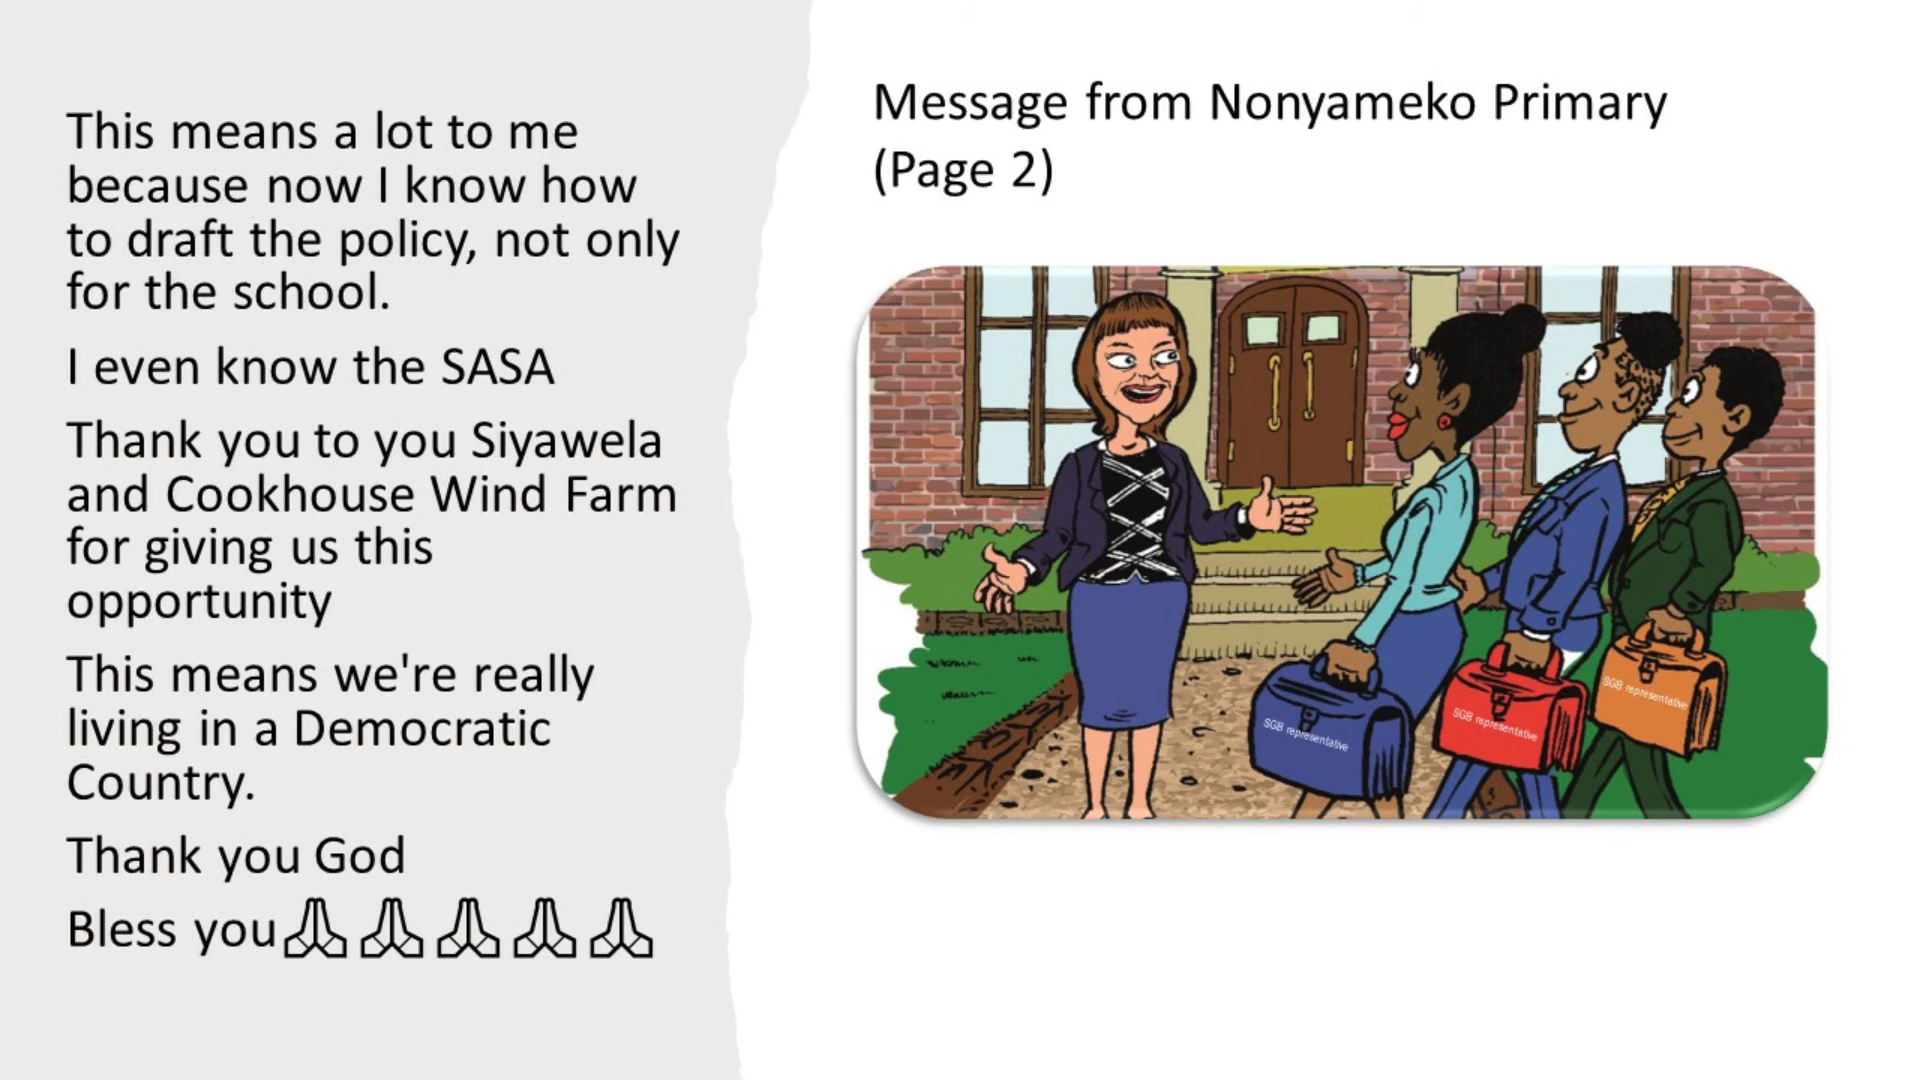 This means a lot to me
because now I know how
to draft the policy, not only
for the school.
I even know the SASA
Thank you to you Siyawela
and Cookhouse Wind Farm
for giving us this
opportunity
This means we're really
living in a Democratic
Country.
Thank you God
Bless you🙏🙏🙏🙏🙏
Message from Nonyameko Primary
(Page 2)
SGB representative
SGB representative
SGB representative